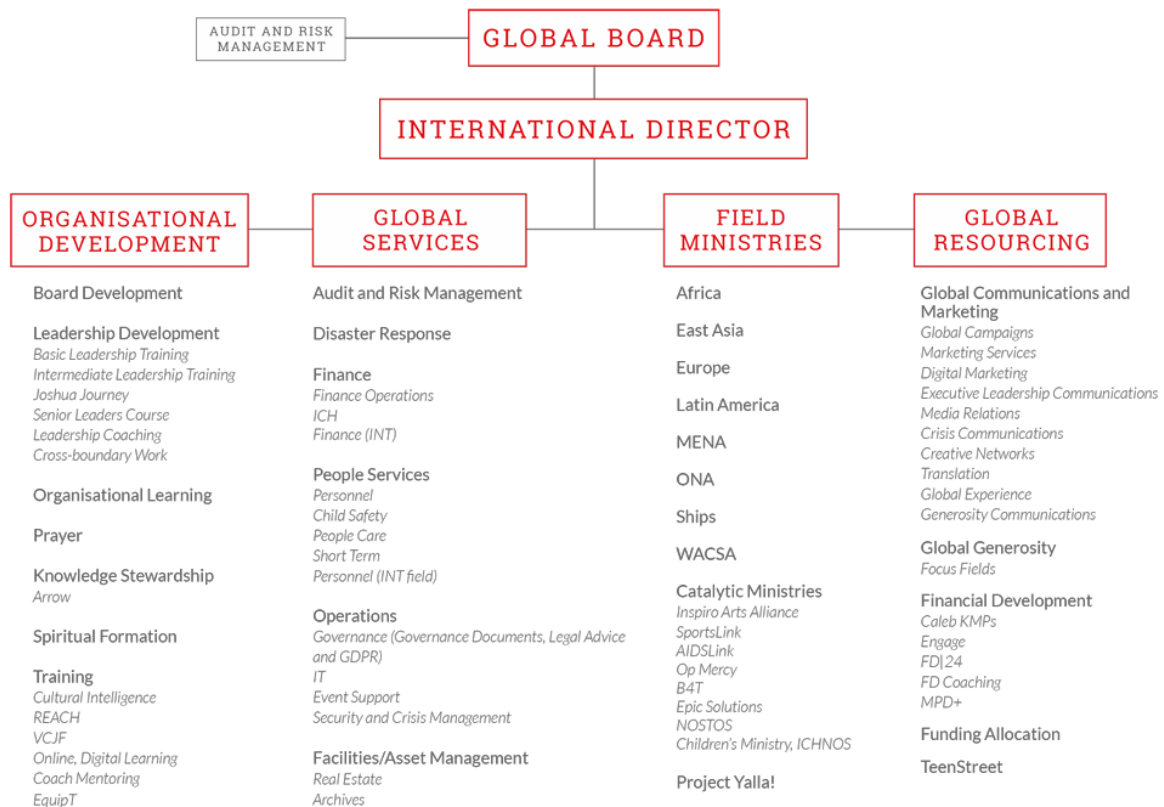 AUDIT AND RISK
MANAGEMENT
GLOBAL BOARD
INTERNATIONAL DIRECTOR
ORGANISATIONAL
DEVELOPMENT
Board Development
Leadership Development
Basic Leadership Training
Intermediate Leadership Training
Joshua Journey
Senior Leaders Course
Leadership Coaching
Cross-boundary Work
Organisational Learning
Prayer
Knowledge Stewardship
Arrow
Spiritual Formation
Training
Cultural Intelligence
REACH
VCJF
Online, Digital Learning
Coach Mentoring
EquipT
GLOBAL
SERVICES
Audit and Risk Management
Disaster Response
Finance
Finance Operations
ICH
Finance (INT)
People Services
Personnel
Child Safety
People Care
Short Term
Personnel (INT field)
Operations
Governance (Governance Documents, Legal Advice
and GDPR)
IT
Event Support
Security and Crisis Management
Facilities/Asset Management
Real Estate
Archives
FIELD
MINISTRIES
Africa
East Asia
Europe
Latin America
MENA
ONA
Ships
WACSA
Catalytic Ministries
Inspiro Arts Alliance
SportsLink
AIDSLink
Op Mercy
B4T
Epic Solutions
NOSTOS
Children's Ministry, ICHNOS
Project Yalla!
GLOBAL
RESOURCING
Global Communications and
Marketing
Global Campaigns
Marketing Services
Digital Marketing
Executive Leadership Communications
Media Relations
Crisis Communications
Creative Networks
Translation
Global Experience
Generosity Communications
Global Generosity
Focus Fields
Financial Development
Caleb KMPs
Engage
FD|24
FD Coaching
MPD+
Funding Allocation
TeenStreet